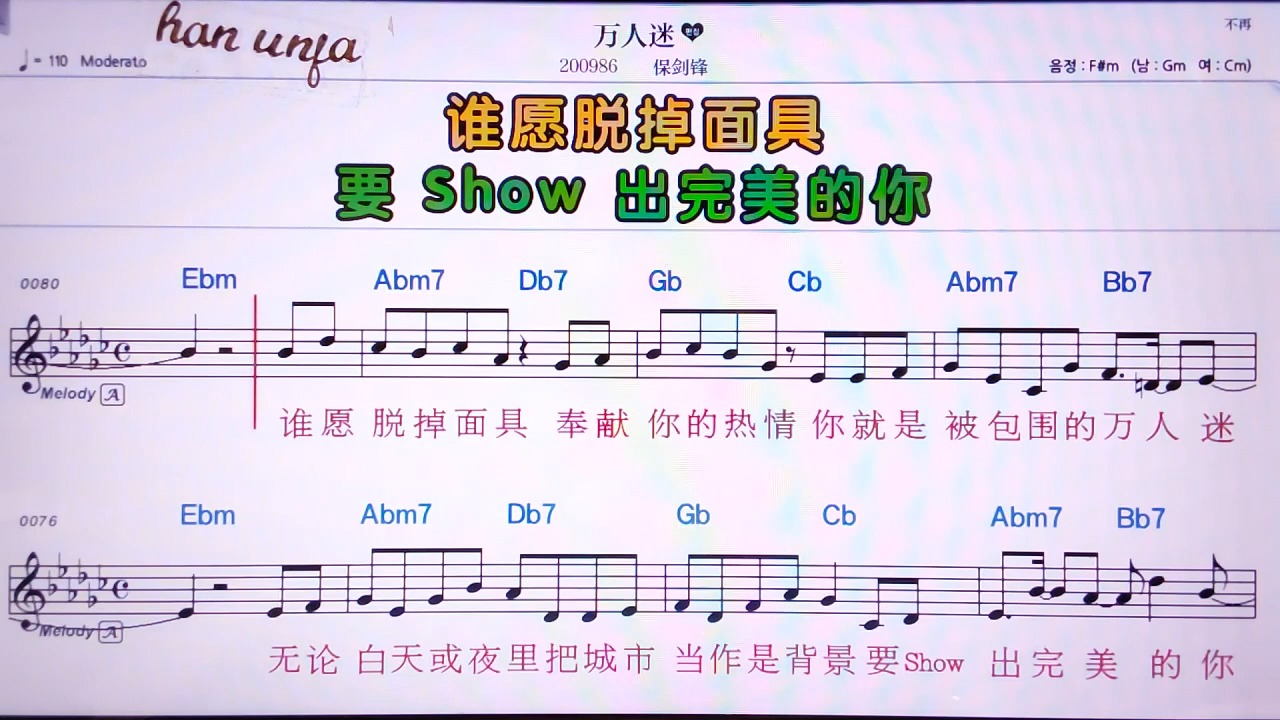 han unfa
万人迷
편집
不再
♩= 110 Moderato
200986 保剑锋
음정 : F#m (남 : Gm 여 : Cm)
谁愿脱掉面具
要 Show 出完美的你
0080 Ebm Abm7 Db7 Gb Cb Abm7 Bb7
Melody A
谁愿 脱掉面具 奉献 你的热情 你就是 被包围的万人 迷
0076 Ebm Abm7 Db7 Gb Cb Abm7 Bb7
Melody A
无论 白天或夜里把城市 当作是背景要Show 出完 美 的 你